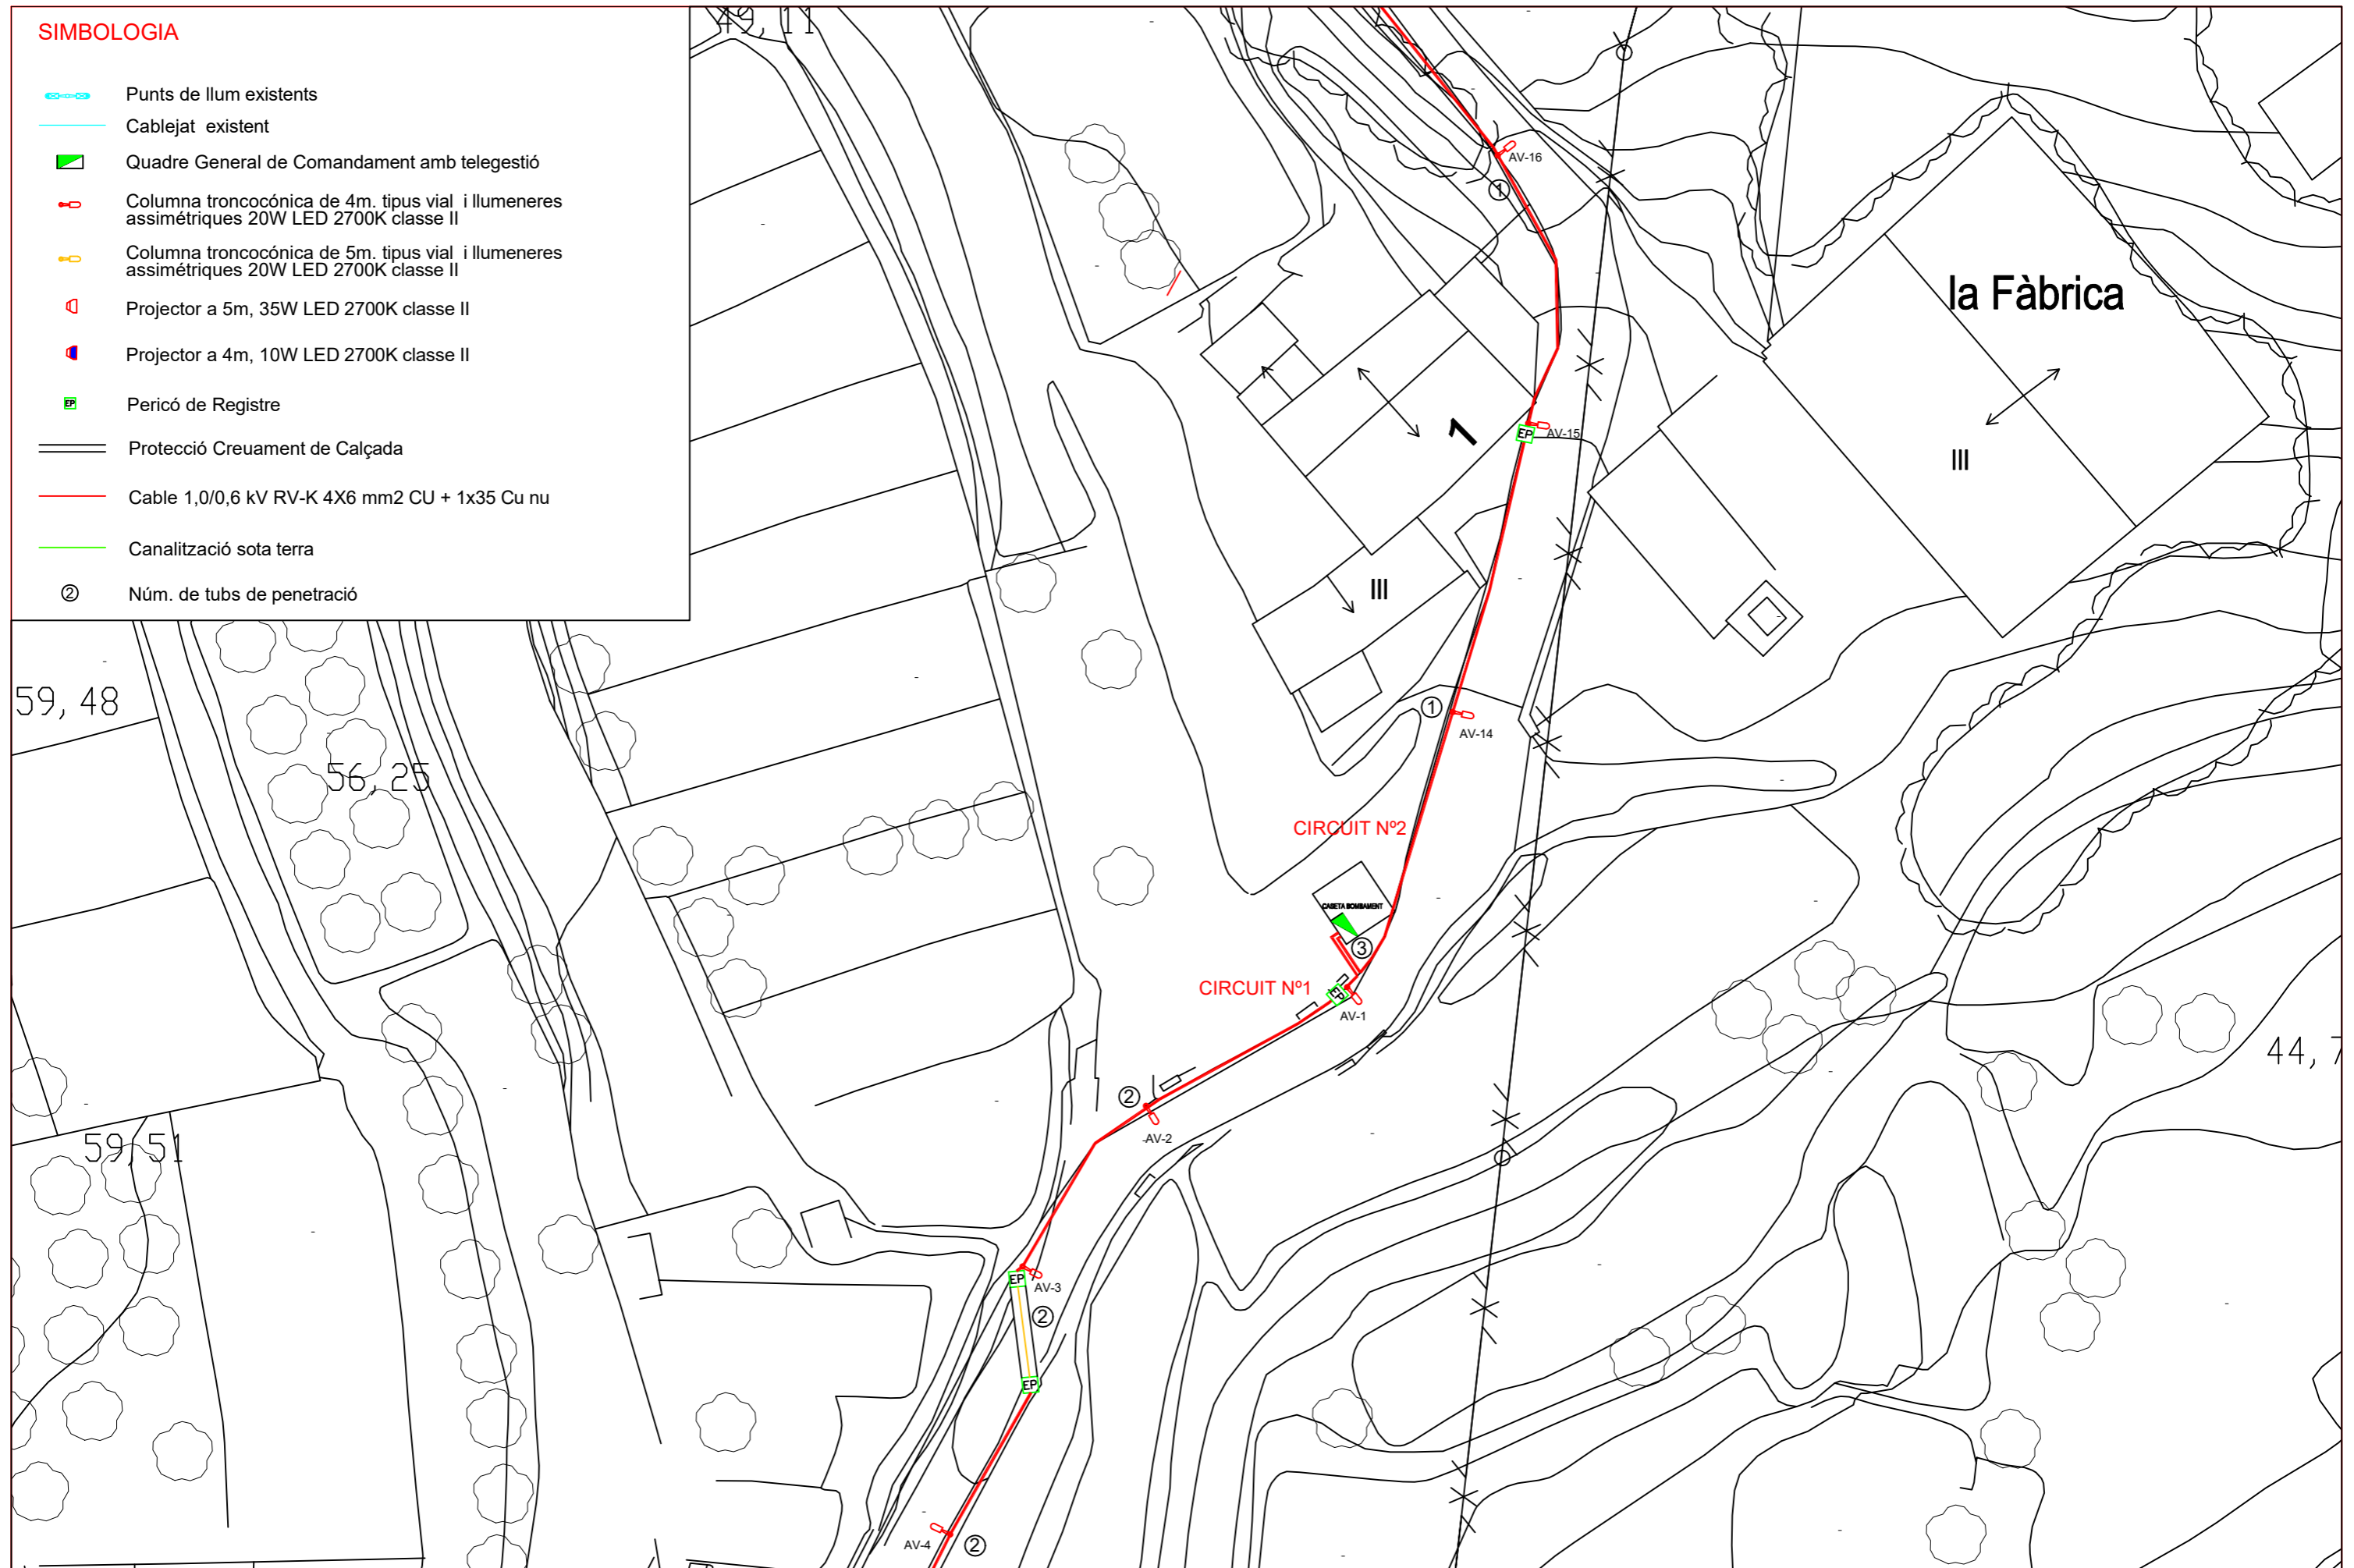 SIMBOLOGIA
Punts de llum existents
Cablejat existent
Quadre General de Comandament amb telegestió
Columna troncocónica de 4m. tipus vial i llumeneres
assimétriques 20W LED 2700K classe II
Columna troncocónica de 5m. tipus vial i llumeneres
assimétriques 20W LED 2700K classe II
Projector a 5m, 35W LED 2700K classe II
Projector a 4m, 10W LED 2700K classe II
EP Pericó de Registre
Protecció Creuament de Calçada
Cable 1,0/0,6 kV RV-K 4X6 mm2 CU + 1x35 Cu nu
Canalització sota terra
2 Núm. de tubs de penetració
49,11
AV-16
1
la Fàbrica
III
1
EP
AV-15
III
59,48
1
AV-14
56,25
CIRCUIT Nº2
CASETA BOMBAMENT
3
CIRCUIT Nº1
EP
AV-1
44,7
2
AV-2
59,51
EP
AV-3
2
EP
AV-4
2